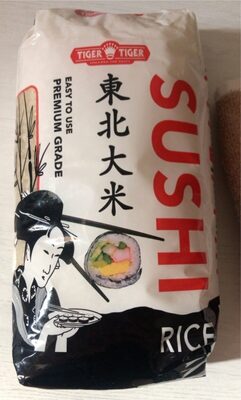 TIGER TIGER
EASY TO USE
PREMIUM GRADE
東北大米
SUSHI
RICE